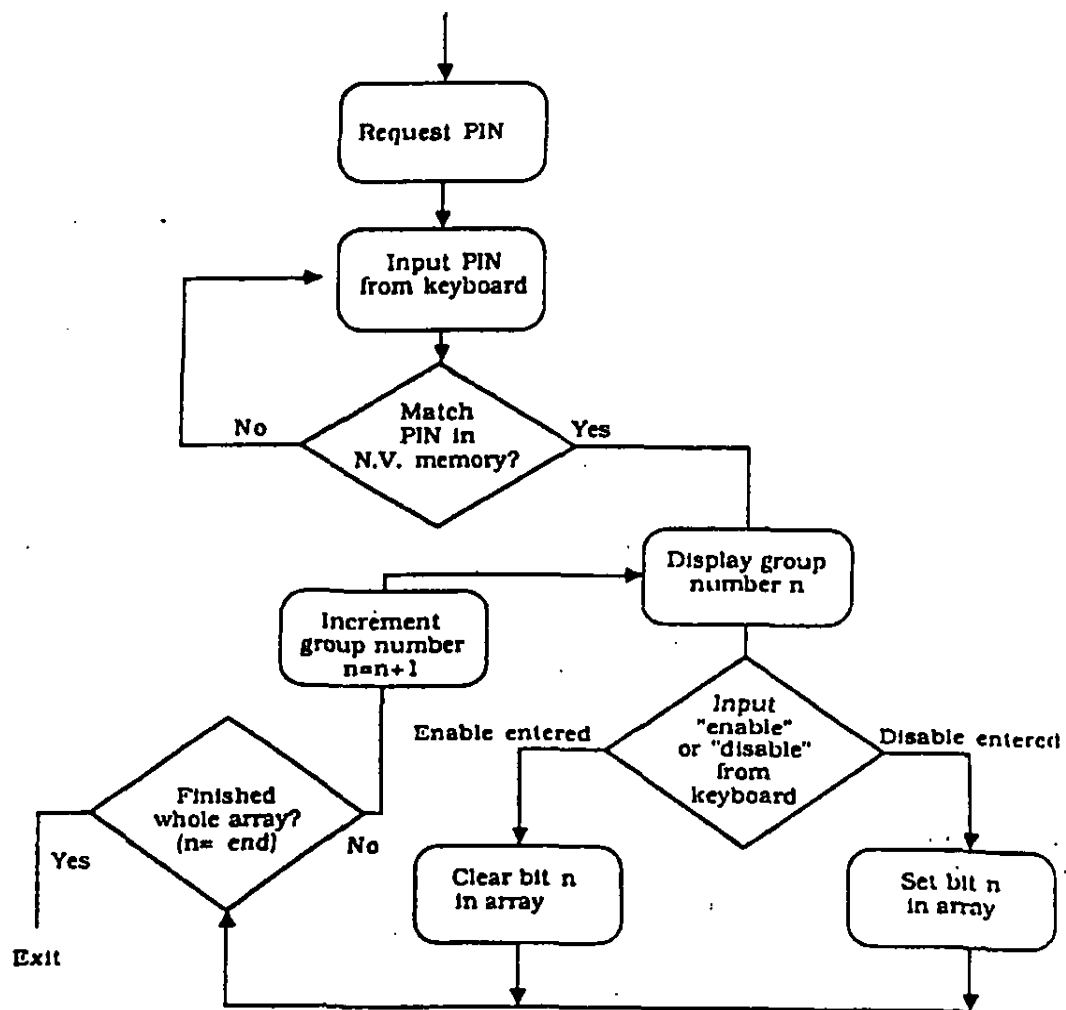 Request PIN
Input PIN
from keyboard
No
Match
PIN in
N.V. memory?
Yes
Display group
number n
Increment
group number
n=n+1
Input
"enable"
or "disable"
from
keyboard
Enable entered
Disable entered
Finished
whole array?
(n= end)
Yes
No
Clear bit n
in array
Set bit n
in array
Exit